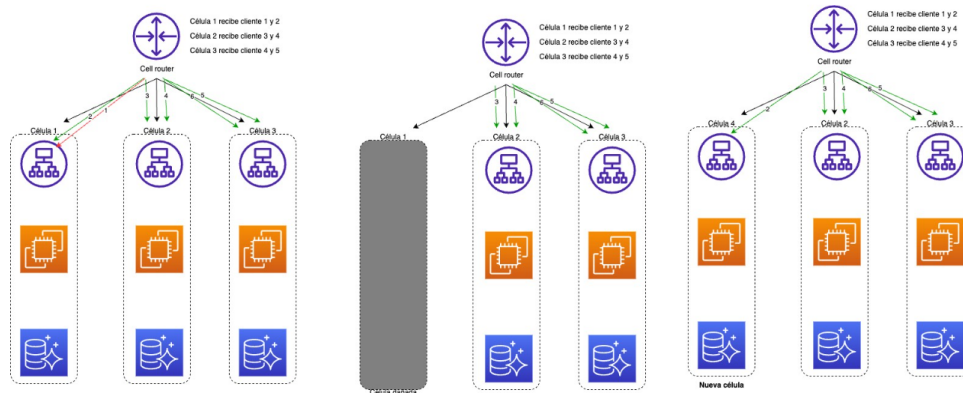 Célula 1 recibe cliente 1 y 2
Célula 2 recibe cliente 3 y 4
Célula 3 recibe cliente 4 y 5
Cell router
2
1
3
4
6
5
Célula 1
Célula 2
Célula 3
Célula 1 recibe cliente 1 y 2
Célula 2 recibe cliente 3 y 4
Célula 3 recibe cliente 4 y 5
Cell router
3
4
6
5
Célula 1
Célula 2
Célula 3
Célula dañada
Célula 1 recibe cliente 1 y 2
Célula 2 recibe cliente 3 y 4
Célula 3 recibe cliente 4 y 5
Cell router
2
3
4
6
5
Célula 4
Célula 2
Célula 3
Nueva célula